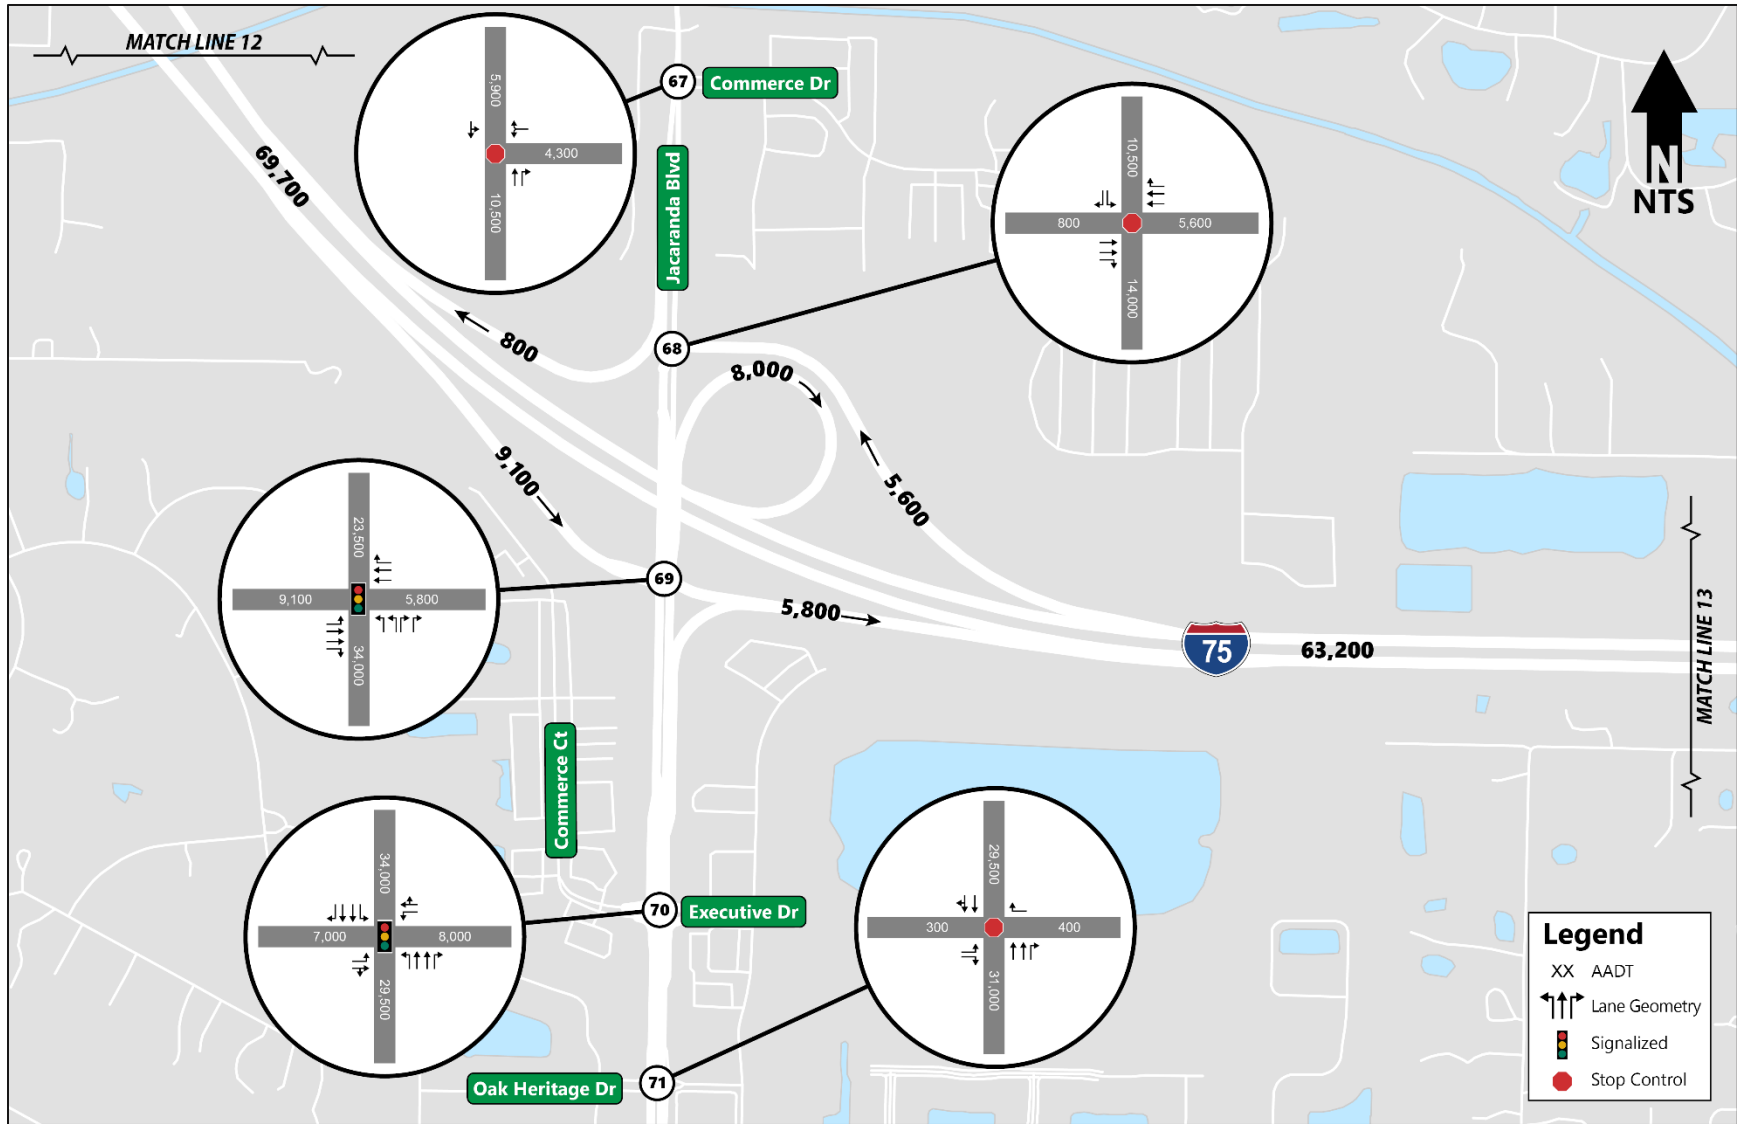 MATCH LINE 12
67
Commerce Dr
5,900
4,300
10,500
Jacaranda Blvd
10,500
800
5,600
14,000
N
NTS
69,700
800
68
8,000
9,100
5,600
23,500
9,100
5,800
34,000
69
5,800
75
63,200
MATCH LINE 13
Commerce Ct
34,000
7,000
8,000
29,500
70
Executive Dr
29,500
300
400
31,000
Oak Heritage Dr
71
Legend
XX AADT
Lane Geometry
Signalized
Stop Control